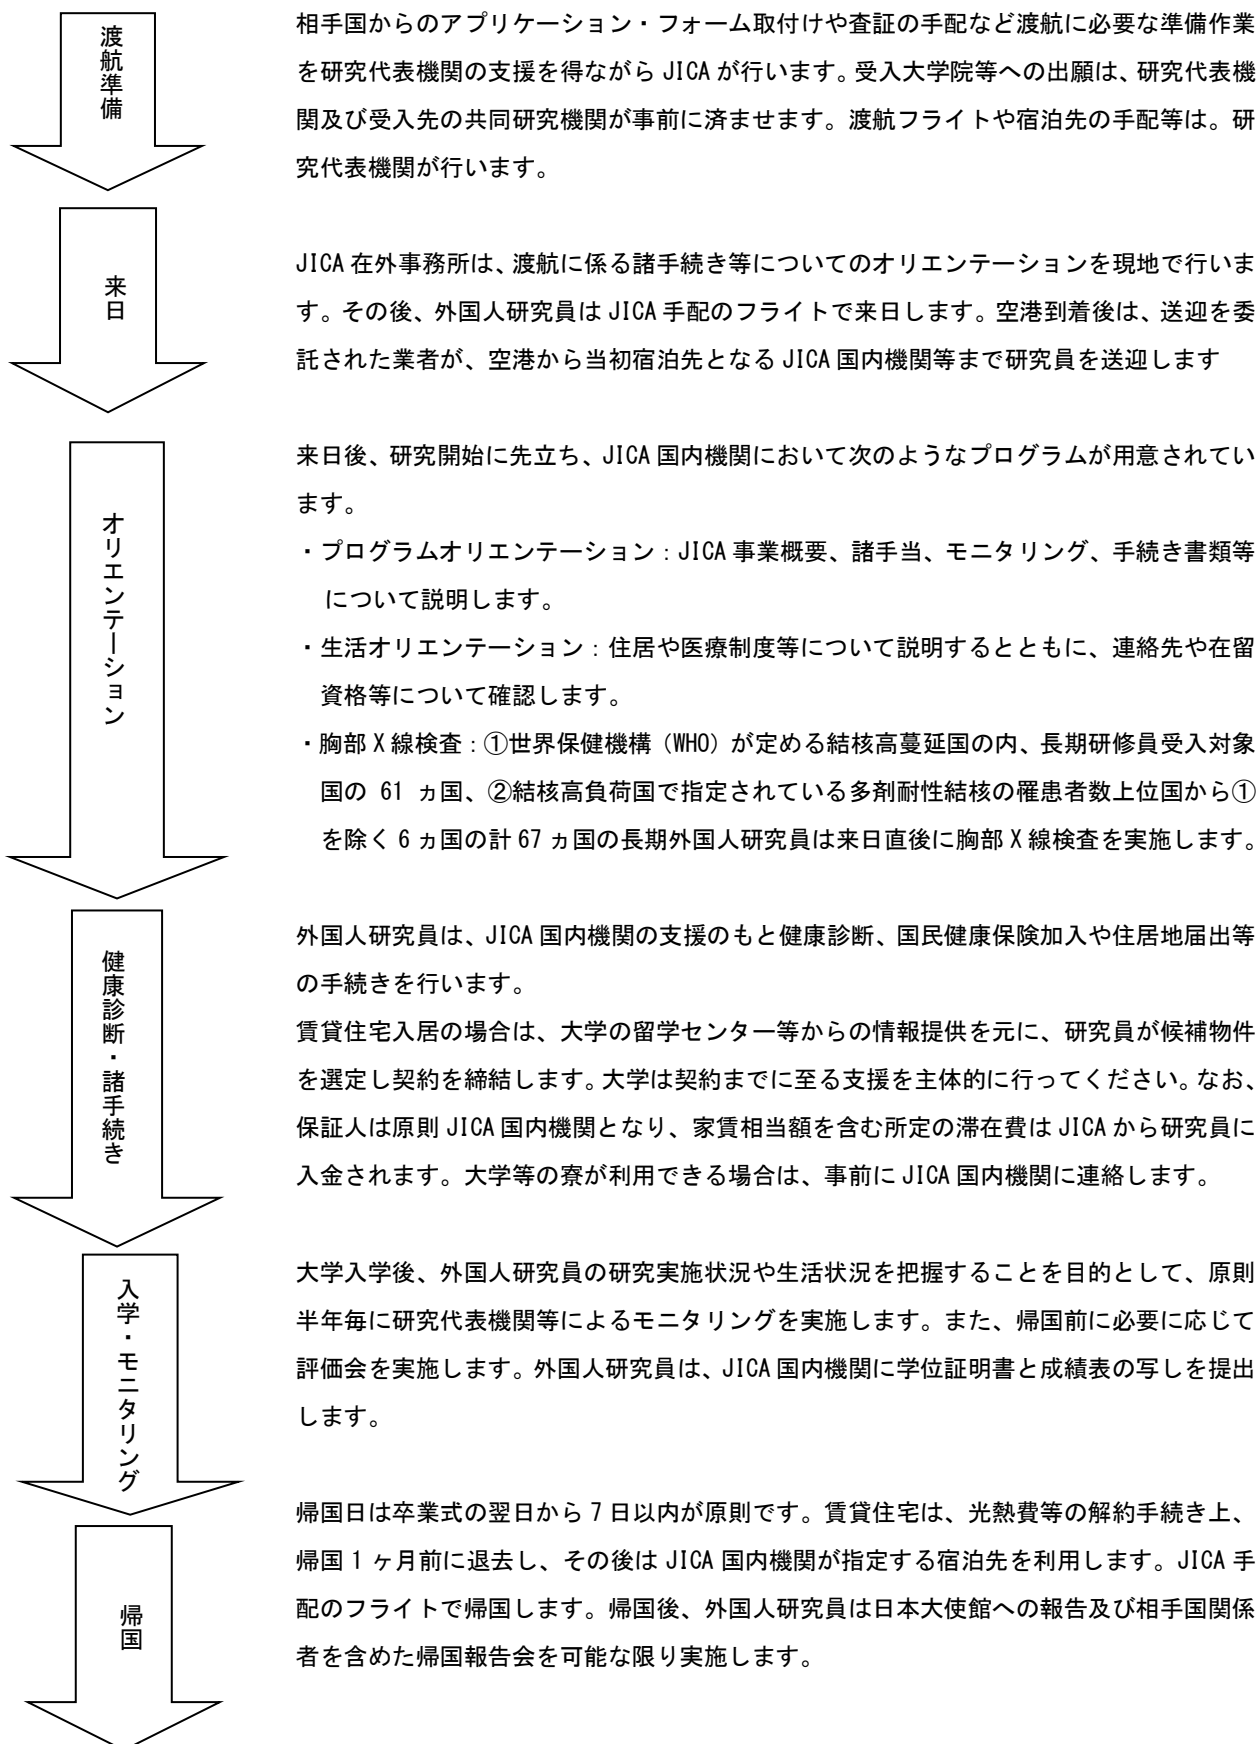 渡航準備
相手国からのアプリケーション・フォーム取付けや査証の手配など渡航に必要な準備作業
を研究代表機関の支援を得ながら JICA が行います。受入大学院等への出願は、研究代表機
関及び受入先の共同研究機関が事前に済ませます。渡航フライトや宿泊先の手配等は。研
究代表機関が行います。
来日
JICA 在外事務所は、渡航に係る諸手続き等についてのオリエンテーションを現地で行いま
す。その後、外国人研究員は JICA 手配のフライトで来日します。空港到着後は、送迎を委
託された業者が、空港から当初宿泊先となる JICA 国内機関等まで研究員を送迎します
オリエンテーション
来日後、研究開始に先立ち、JICA 国内機関において次のようなプログラムが用意されてい
ます。
・プログラムオリエンテーション：JICA 事業概要、諸手当、モニタリング、手続き書類等
について説明します。
・生活オリエンテーション：住居や医療制度等について説明するとともに、連絡先や在留
資格等について確認します。
・胸部 X 線検査：①世界保健機構（WHO）が定める結核高蔓延国の内、長期研修員受入対象
国の 61 ヵ国、②結核高負荷国で指定されている多剤耐性結核の罹患者数上位国から①
を除く 6 ヵ国の計 67 ヵ国の長期外国人研究員は来日直後に胸部 X 線検査を実施します。
健康診断・諸手続き
外国人研究員は、JICA 国内機関の支援のもと健康診断、国民健康保険加入や住居地届出等
の手続きを行います。
賃貸住宅入居の場合は、大学の留学センター等からの情報提供を元に、研究員が候補物件
を選定し契約を締結します。大学は契約までに至る支援を主体的に行ってください。なお、
保証人は原則 JICA 国内機関となり、家賃相当額を含む所定の滞在費は JICA から研究員に
入金されます。大学等の寮が利用できる場合は、事前に JICA 国内機関に連絡します。
入学・モニタリング
大学入学後、外国人研究員の研究実施状況や生活状況を把握することを目的として、原則
半年毎に研究代表機関等によるモニタリングを実施します。また、帰国前に必要に応じて
評価会を実施します。外国人研究員は、JICA 国内機関に学位証明書と成績表の写しを提出
します。
帰国
帰国日は卒業式の翌日から 7 日以内が原則です。賃貸住宅は、光熱費等の解約手続き上、
帰国 1 ヶ月前に退去し、その後は JICA 国内機関が指定する宿泊先を利用します。JICA 手
配のフライトで帰国します。帰国後、外国人研究員は日本大使館への報告及び相手国関係
者を含めた帰国報告会を可能な限り実施します。